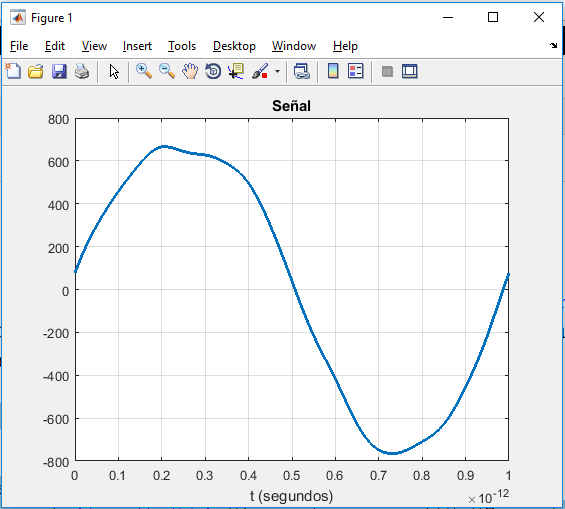 Figure 1
File Edit View Insert Tools Desktop Window Help
Señal
800
600
400
200
0
-200
-400
-600
-800
0 0.1 0.2 0.3 0.4 0.5 0.6 0.7 0.8 0.9 1
t (segundos)
×10^-12